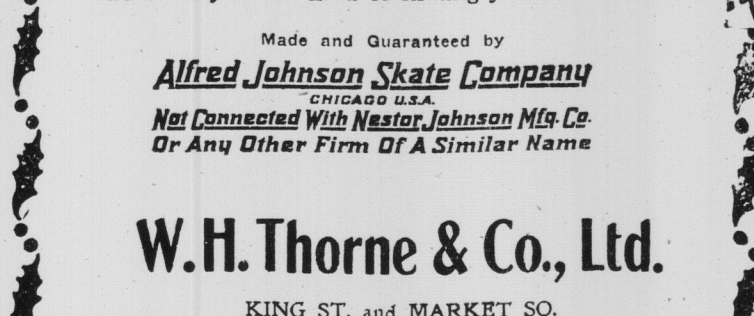 Made and Guaranteed by
Alfred Johnson Skate Company
CHICAGO U.S.A.
Not Connected With Nestor Johnson Mfg. Co.
Or Any Other Firm Of A Similar Name
W. H. Thorne & Co., Ltd.
KING ST. and MARKET SQ.